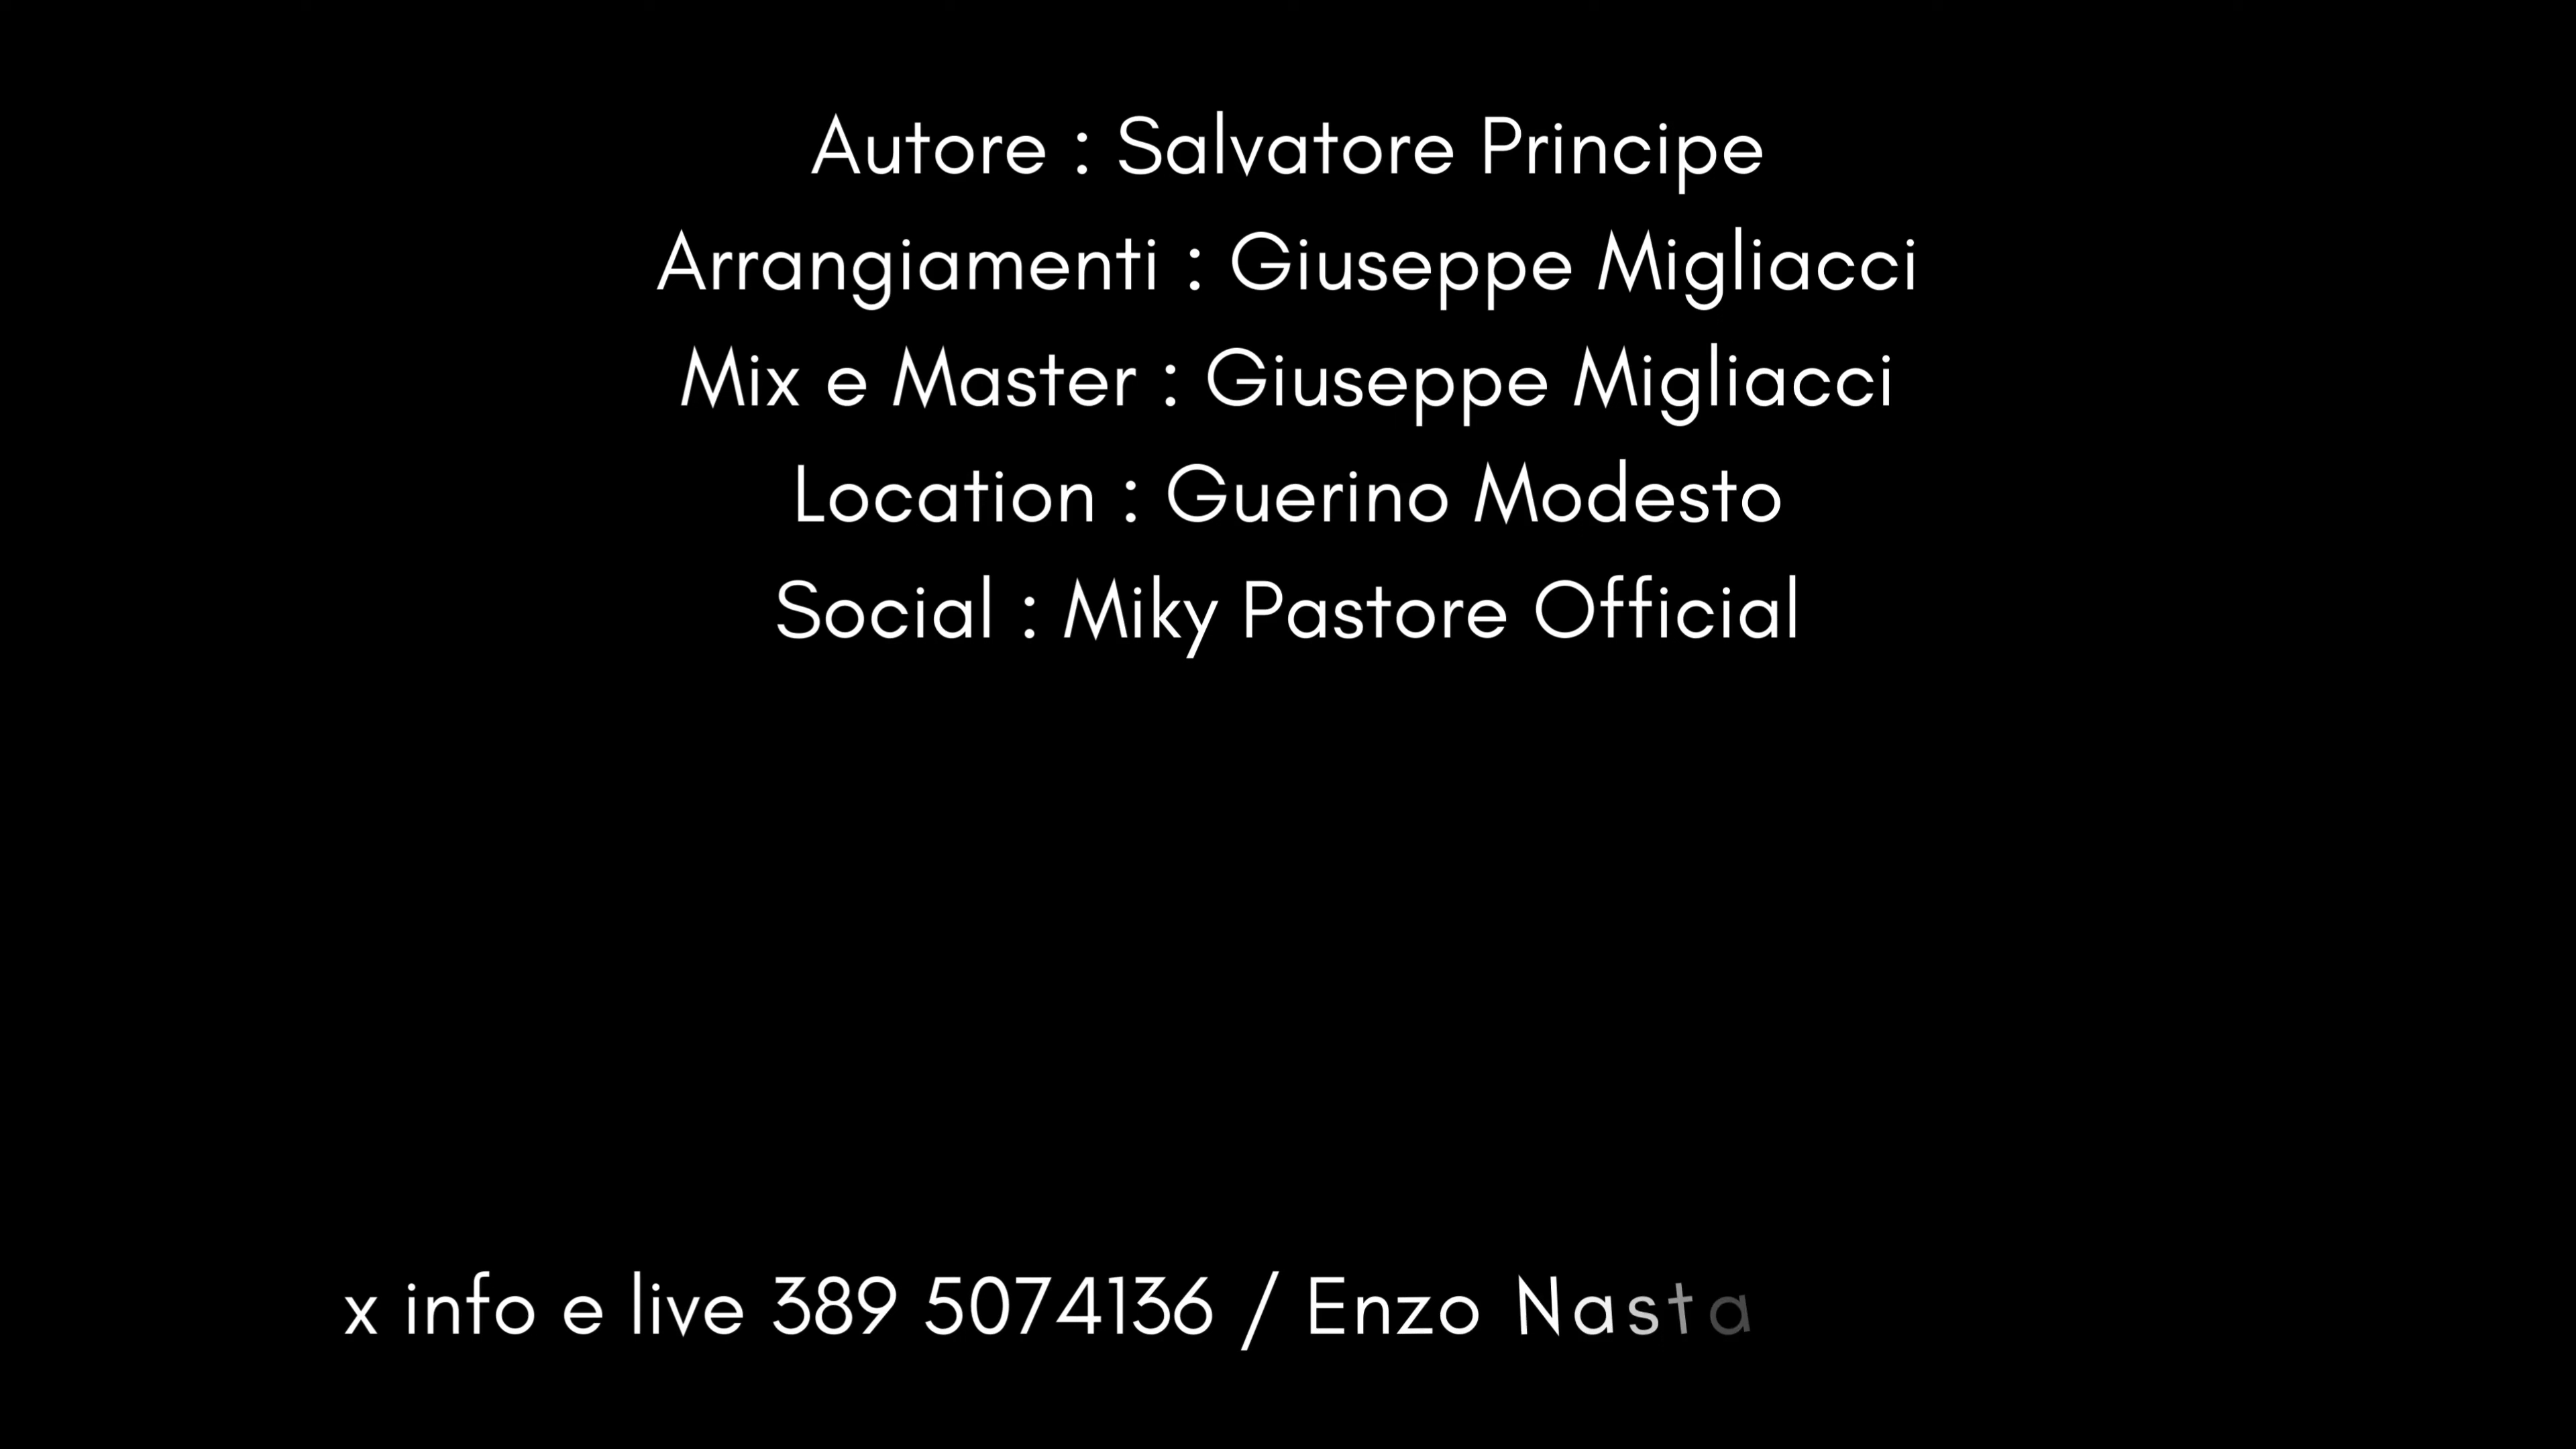 Autore : Salvatore Principe
Arrangiamenti : Giuseppe Migliacci
Mix e Master : Giuseppe Migliacci
Location : Guerino Modesto
Social : Miky Pastore Official
x info e live 389 5074136 / Enzo Nasta